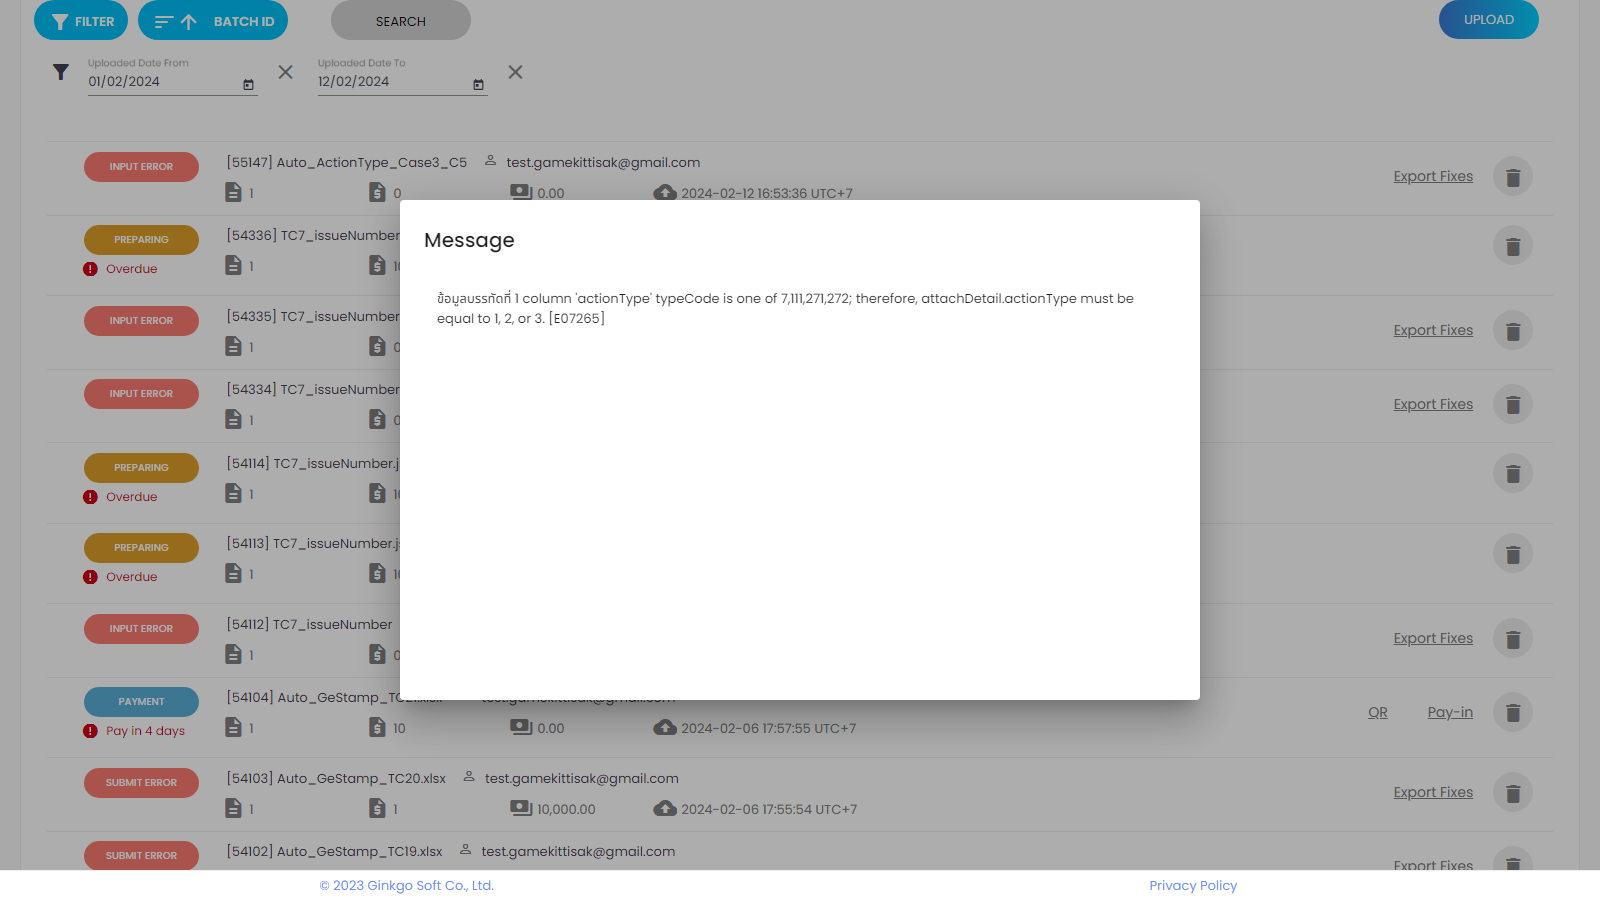 FILTER
BATCH ID
SEARCH
UPLOAD
Uploaded Date From
01/02/2024
Uploaded Date To
12/02/2024
INPUT ERROR
[55147] Auto_ActionType_Case3_C5
test.gamekittisak@gmail.com
1
0
0.00
2024-02-12 16:53:36 UTC+7
Export Fixes
PREPARING
Overdue
[54336] TC7_issueNumber
1
INPUT ERROR
[54335] TC7_issueNumber
1
0
Export Fixes
INPUT ERROR
[54334] TC7_issueNumber
1
0
Export Fixes
PREPARING
Overdue
[54114] TC7_issueNumber.j
1
PREPARING
Overdue
[54113] TC7_issueNumber.j
1
INPUT ERROR
[54112] TC7_issueNumber
1
0
Export Fixes
PAYMENT
Pay in 4 days
[54104] Auto_GeStamp_TC21.xlsx
test.gamekittisak@gmail.com
1
10
0.00
2024-02-06 17:57:55 UTC+7
QR
Pay-in
SUBMIT ERROR
[54103] Auto_GeStamp_TC20.xlsx
test.gamekittisak@gmail.com
1
1
10,000.00
2024-02-06 17:55:54 UTC+7
Export Fixes
SUBMIT ERROR
[54102] Auto_GeStamp_TC19.xlsx
test.gamekittisak@gmail.com
Export Fixes
Message
ข้อมูลบรรทัดที่ 1 column 'actionType' typeCode is one of 7,111,271,272; therefore, attachDetail.actionType must be
equal to 1, 2, or 3. [E07265]
© 2023 Ginkgo Soft Co., Ltd.
Privacy Policy